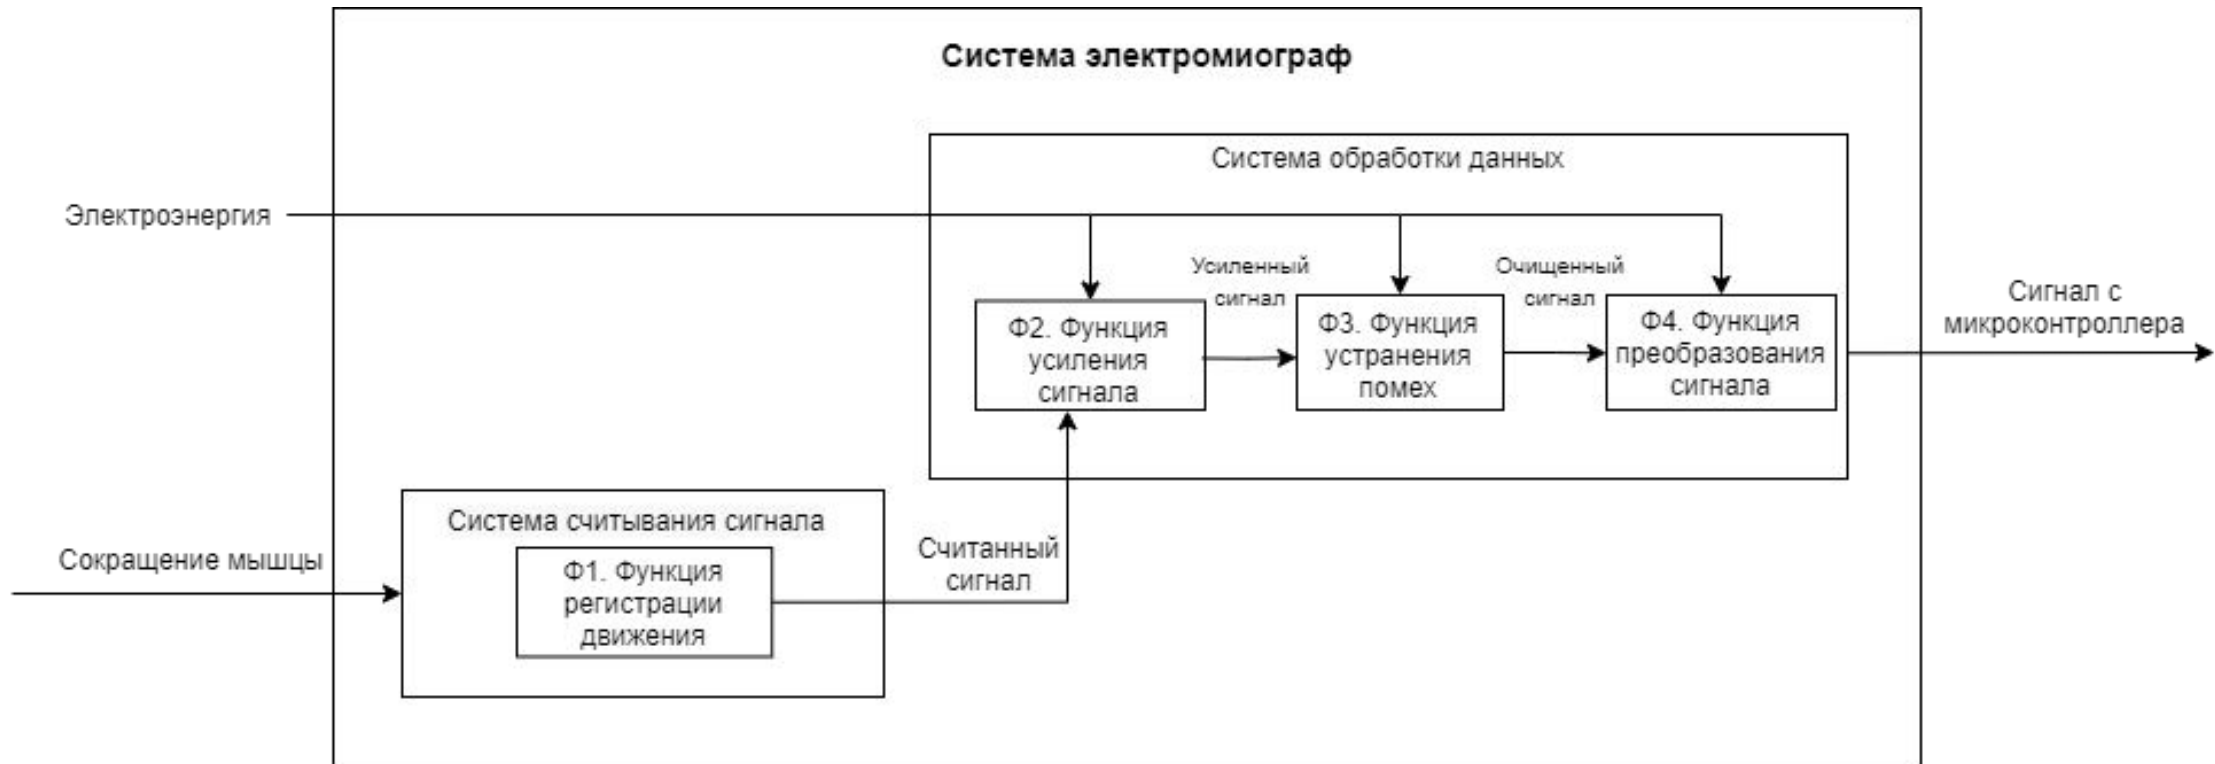 Система электромиограф
Система обработки данных
Электроэнергия
Усиленный
сигнал
Очищенный
сигнал
Ф2. Функция
усиления
сигнала
Ф3. Функция
устранения
помех
Ф4. Функция
преобразования
сигнала
Сигнал с
микроконтроллера
Система считывания сигнала
Сокращение мышцы
Ф1. Функция
регистрации
движения
Считанный
сигнал